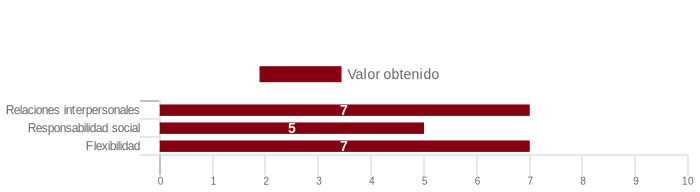 Valor obtenido
Relaciones interpersonales 7
Responsabilidad social 5
Flexibilidad 7
0 1 2 3 4 5 6 7 8 9 10